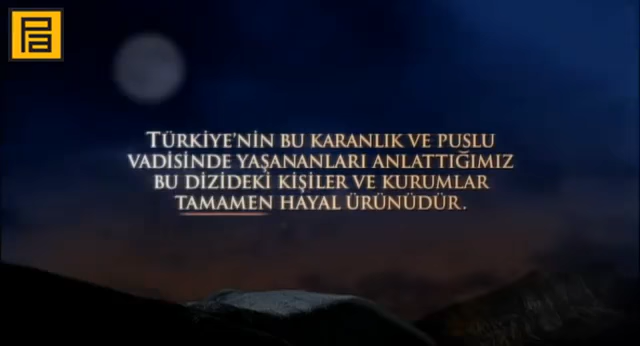 Pa
TÜRKİYE'NİN BU KARANLIK VE PUSLU
VADİSİNDE YAŞANANLARI ANLATTIĞIMIZ
BU DİZİDEKİ KİŞİLER VE KURUMLAR
TAMAMEN HAYAL ÜRÜNÜDÜR.